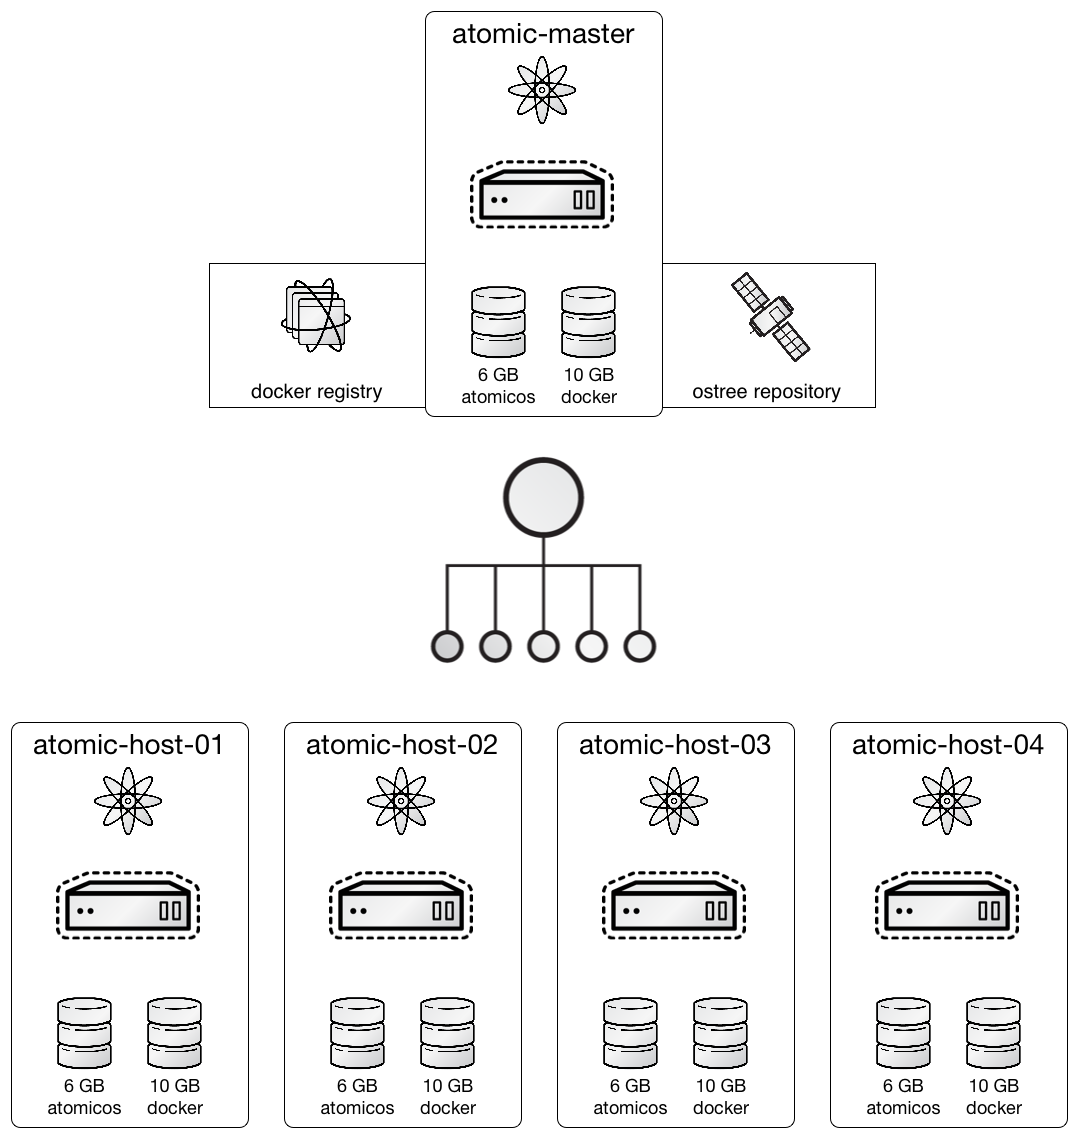 atomic-master
docker registry
6 GB
atomicos
10 GB
docker
ostree repository
atomic-host-01
6 GB
atomicos
10 GB
docker
atomic-host-02
6 GB
atomicos
10 GB
docker
atomic-host-03
6 GB
atomicos
10 GB
docker
atomic-host-04
6 GB
atomicos
10 GB
docker